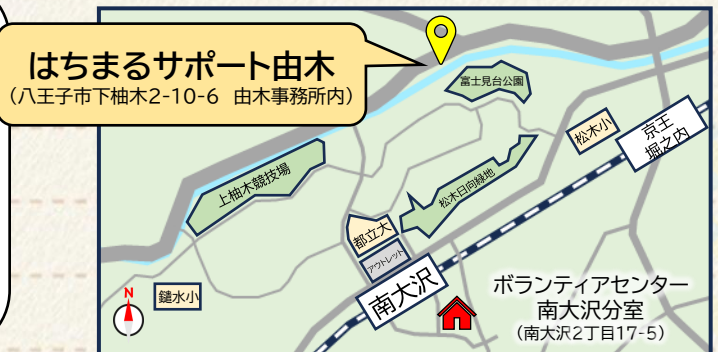 はちまるサポート由木
（八王子市下柚木2-10-6　由木事務所内）
富士見台公園
松木小
京王
堀之内
上柚木競技場
松木日向緑地
都立大
アウトレット
南大沢
鑓水小
N
ボランティアセンター
南大沢分室
（南大沢2丁目17-5）